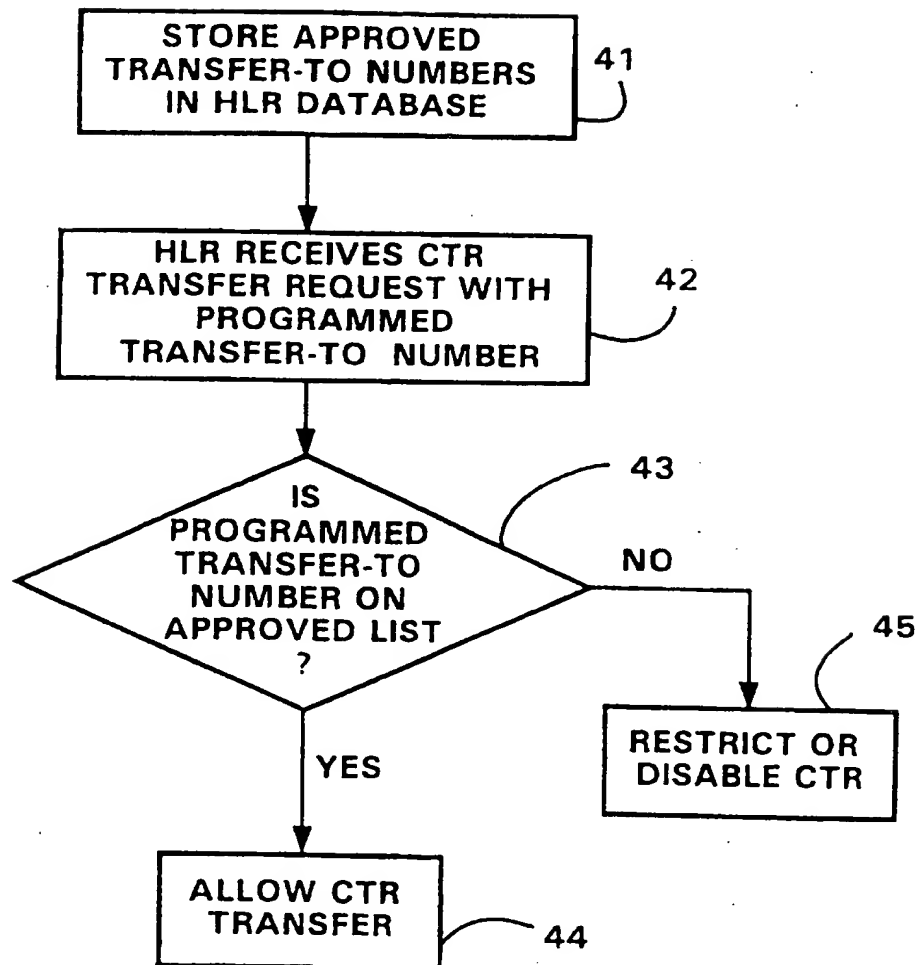 STORE APPROVED
TRANSFER-TO NUMBERS
IN HLR DATABASE
41
HLR RECEIVES CTR
TRANSFER REQUEST WITH
PROGRAMMED
TRANSFER-TO NUMBER
42
IS
PROGRAMMED
TRANSFER-TO
NUMBER ON
APPROVED LIST
?
43
NO
YES
RESTRICT OR
DISABLE CTR
45
ALLOW CTR
TRANSFER
44